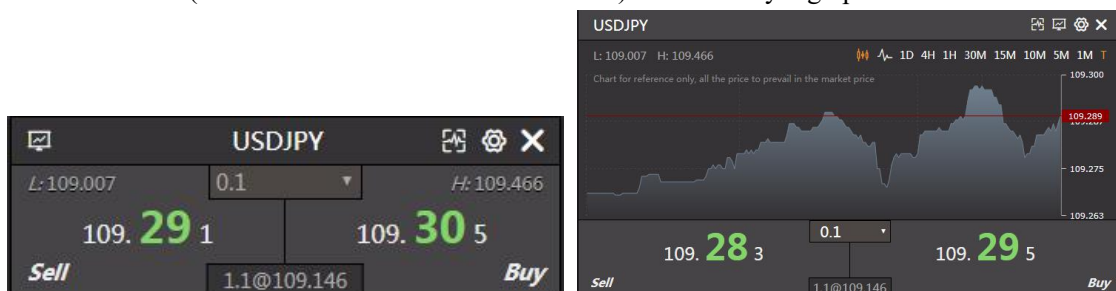 USDJPY
L: 109.007 H: 109.466
1D 4H 1H 30M 15M 10M 5M 1M T
Chart for reference only, all the price to prevail in the market price
109.300
109.289
109.275
109.263
0.1
109. 28 3
109. 29 5
Sell
1.1@109.146
Buy
USDJPY
L: 109.007
0.1
H: 109.466
109. 29 1
109. 30 5
Sell
1.1@109.146
Buy